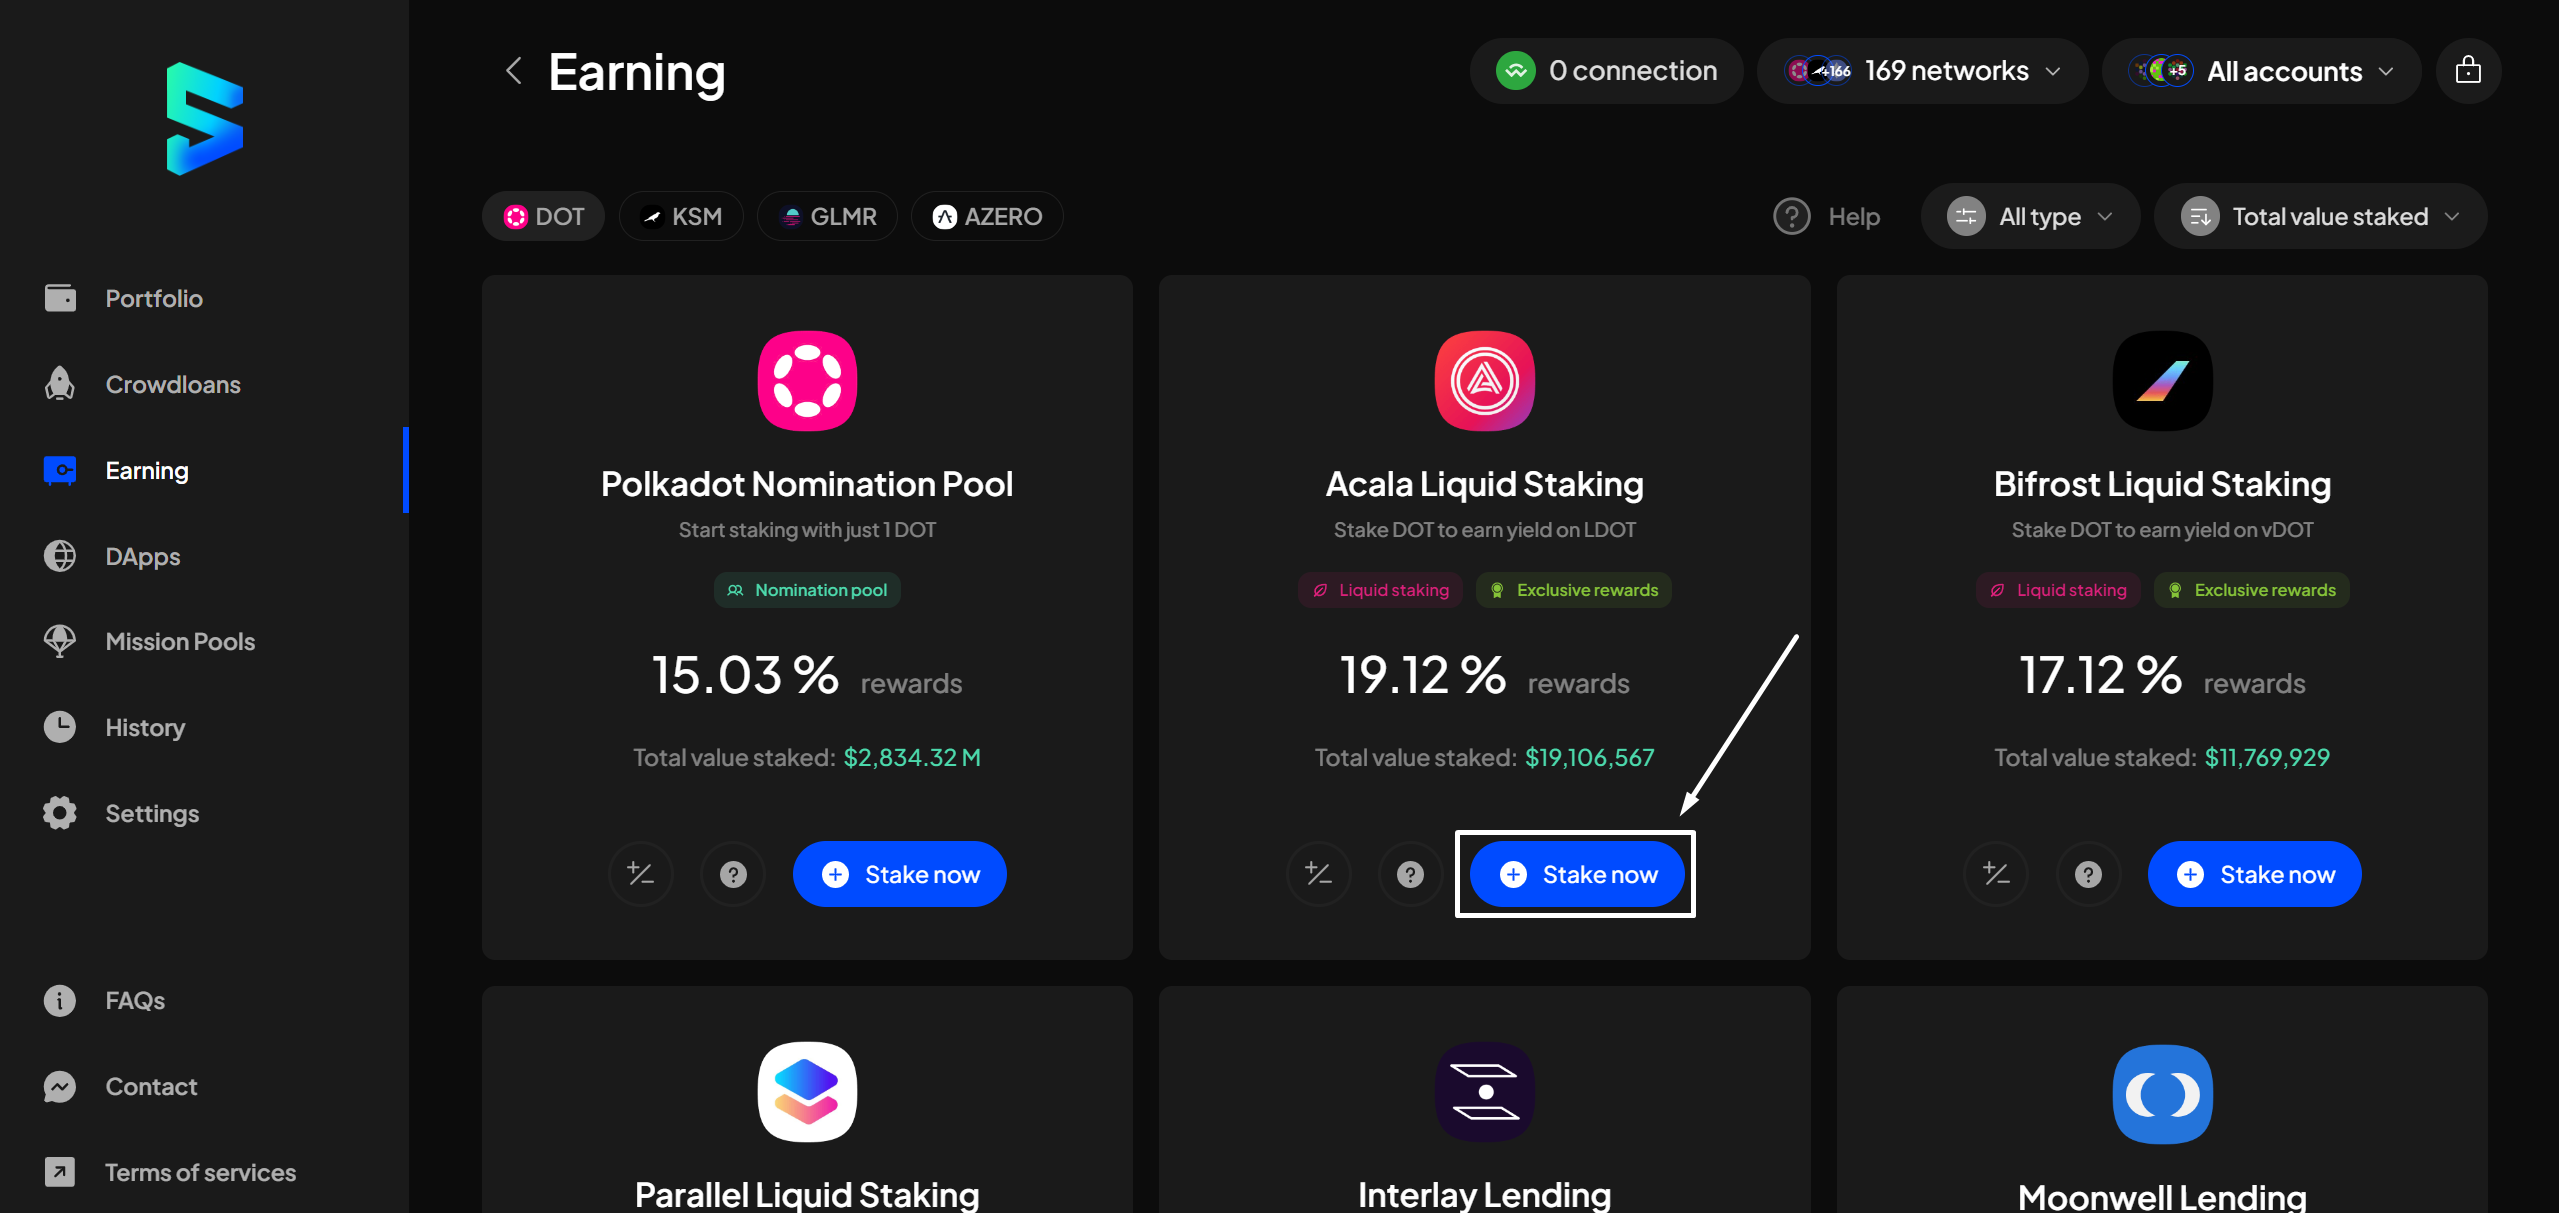 Earning
0 connection
+166 169 networks
+5 All accounts
DOT
KSM
GLMR
AZERO
Help
All type
Total value staked
Portfolio
Crowdloans
Earning
DApps
Mission Pools
History
Settings
FAQs
Contact
Terms of services
Polkadot Nomination Pool
Start staking with just 1 DOT
Nomination pool
15.03 % rewards
Total value staked: $2,834.32 M
Stake now
Acala Liquid Staking
Stake DOT to earn yield on LDOT
Liquid staking
Exclusive rewards
19.12 % rewards
Total value staked: $19,106,567
Stake now
Bifrost Liquid Staking
Stake DOT to earn yield on vDOT
Liquid staking
Exclusive rewards
17.12 % rewards
Total value staked: $11,769,929
Stake now
Parallel Liquid Staking
Interlay Lending
Moonwell Lending